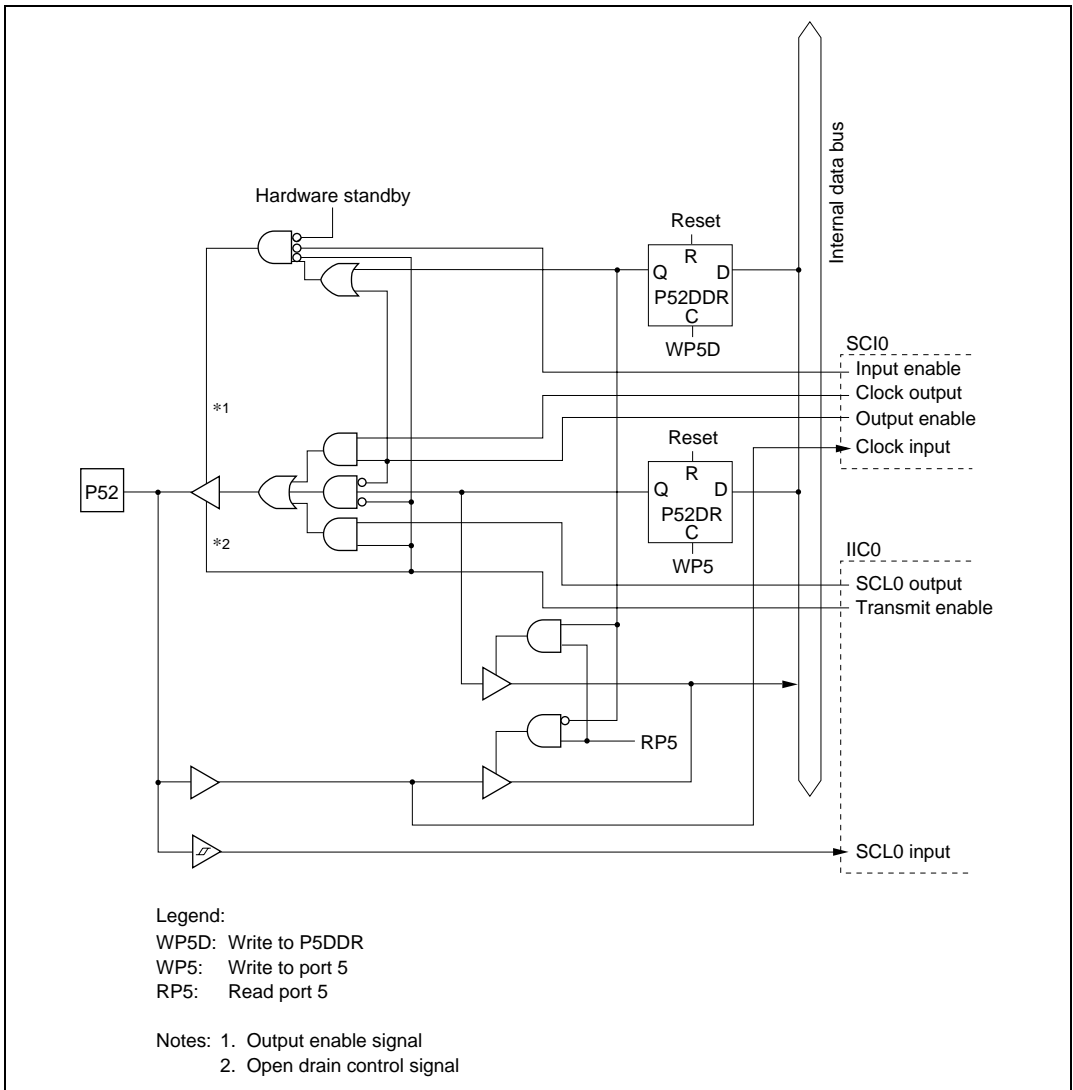 Hardware standby
Internal data bus
Reset
R
Q D
P52DDR
C
WP5D
SCI0
Input enable
Clock output
Output enable
Clock input
*1
Reset
R
Q D
P52DR
C
WP5
P52
*2
IIC0
SCL0 output
Transmit enable
RP5
SCL0 input
Legend:
WP5D: Write to P5DDR
WP5: Write to port 5
RP5: Read port 5
Notes: 1. Output enable signal
2. Open drain control signal